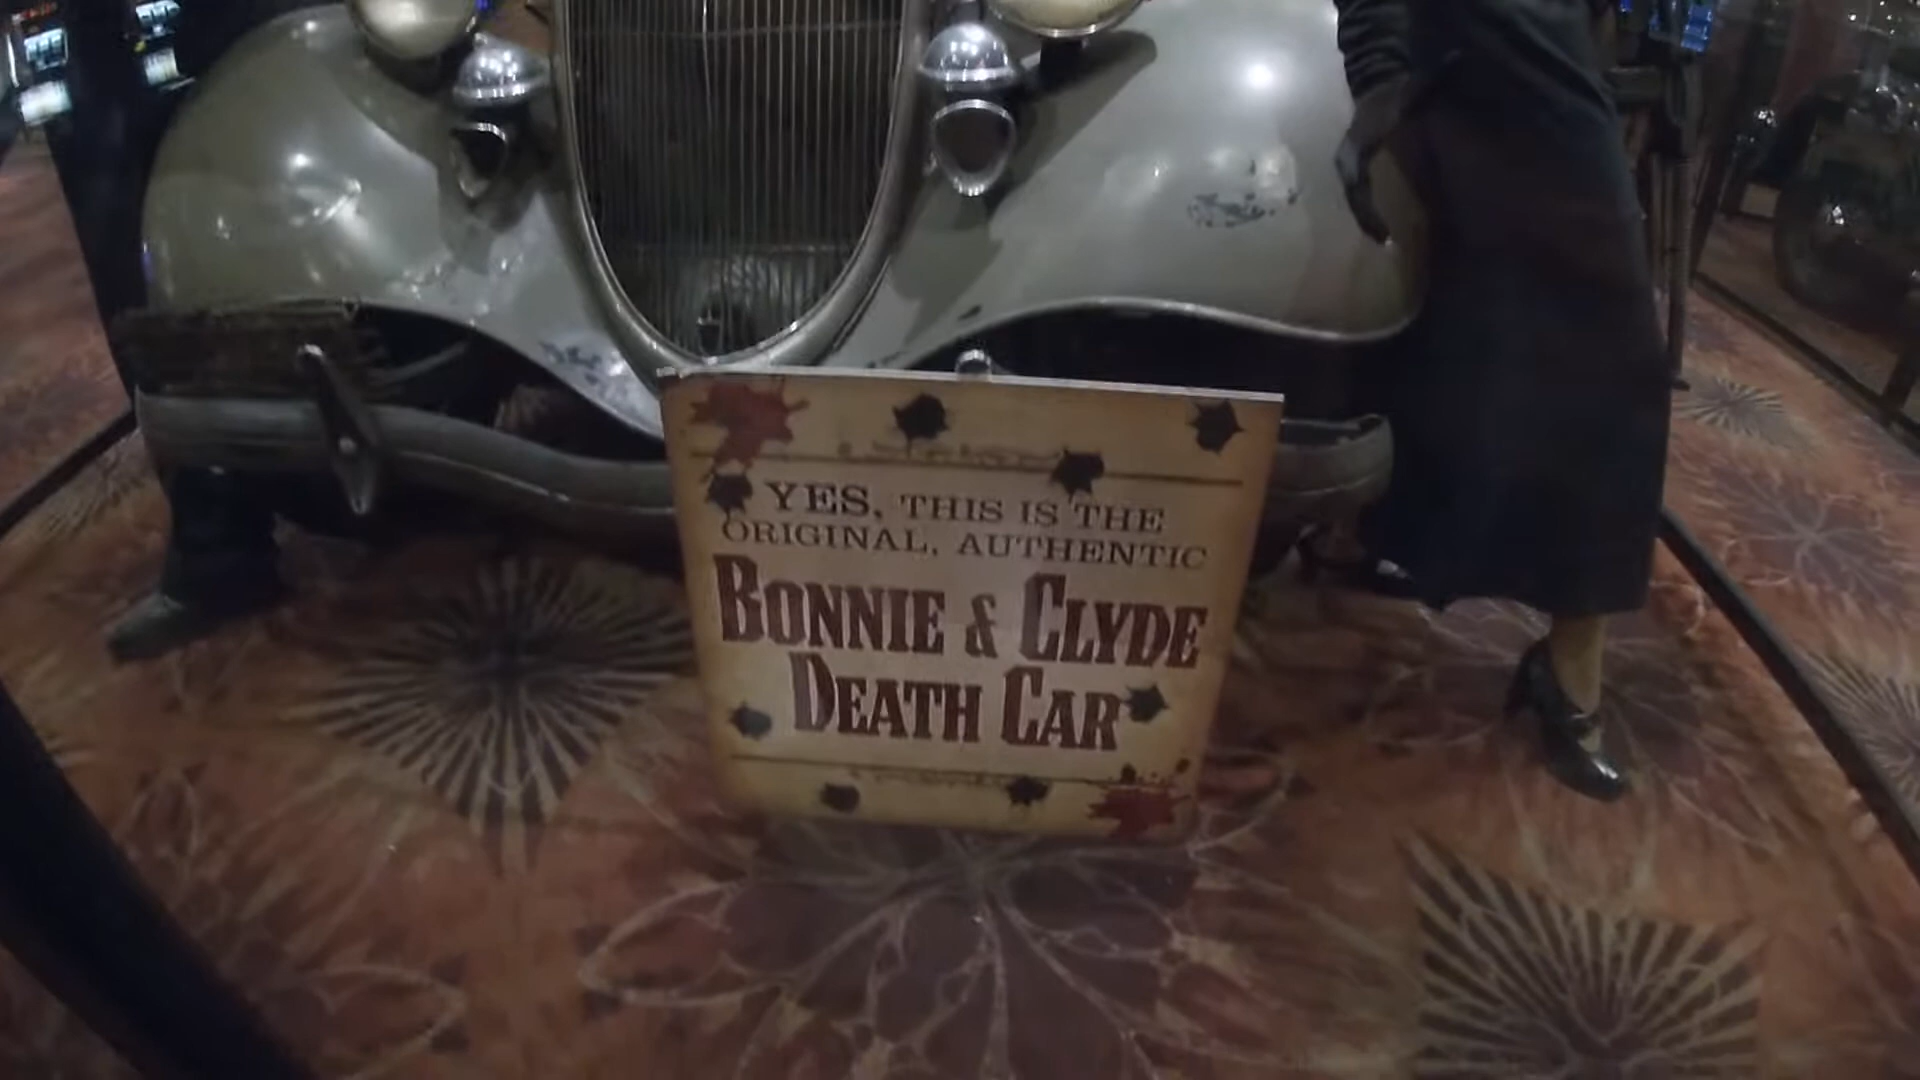 YES, THIS IS THE
ORIGINAL, AUTHENTIC
BONNIE & CLYDE
DEATH CAR